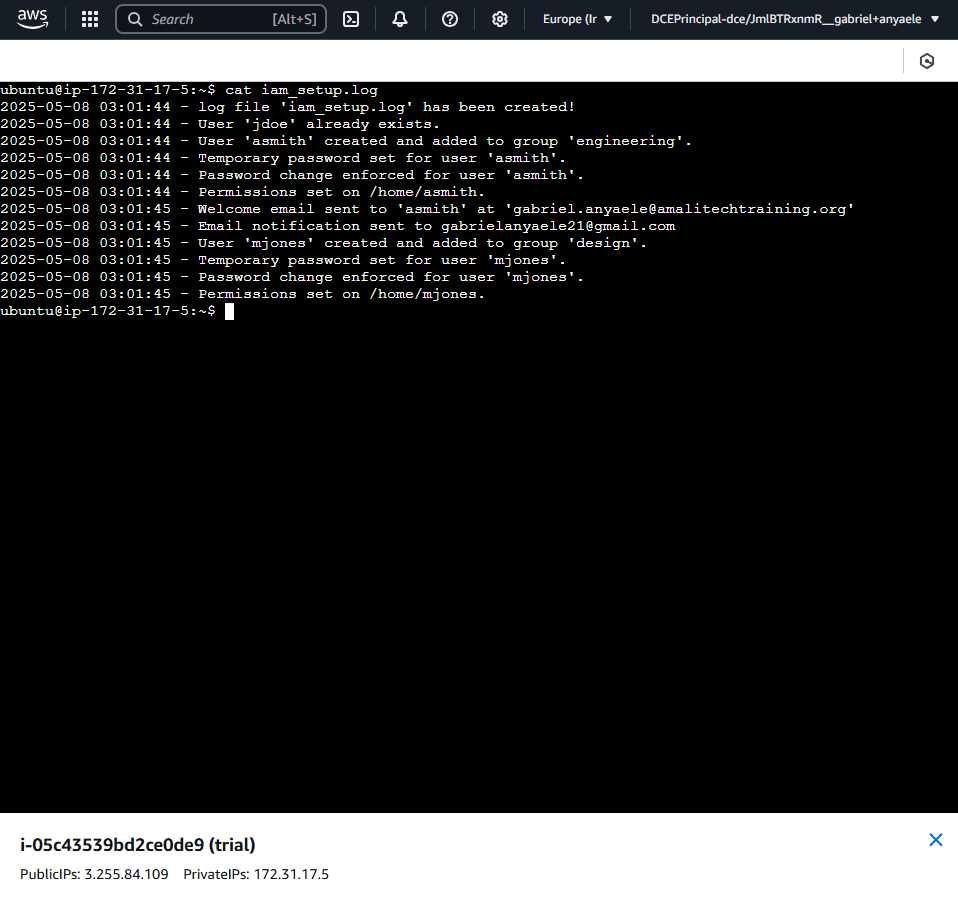 aws
Search [Alt+S]
Europe (Ir
DCEPrincipal-dce/JmlBTRxnmR__gabriel+anyaele
ubuntu@ip-172-31-17-5:~$ cat iam_setup.log
2025-05-08 03:01:44 - log file 'iam_setup.log' has been created!
2025-05-08 03:01:44 - User 'jdoe' already exists.
2025-05-08 03:01:44 - User 'asmith' created and added to group 'engineering'.
2025-05-08 03:01:44 - Temporary password set for user 'asmith'.
2025-05-08 03:01:44 - Password change enforced for user 'asmith'.
2025-05-08 03:01:44 - Permissions set on /home/asmith.
2025-05-08 03:01:45 - Welcome email sent to 'asmith' at 'gabriel.anyaele@amalitechtraining.org'
2025-05-08 03:01:45 - Email notification sent to gabrielanyaele21@gmail.com
2025-05-08 03:01:45 - User 'mjones' created and added to group 'design'.
2025-05-08 03:01:45 - Temporary password set for user 'mjones'.
2025-05-08 03:01:45 - Password change enforced for user 'mjones'.
2025-05-08 03:01:45 - Permissions set on /home/mjones.
ubuntu@ip-172-31-17-5:~$
i-05c43539bd2ce0de9 (trial)
PublicIPs: 3.255.84.109 PrivateIPs: 172.31.17.5